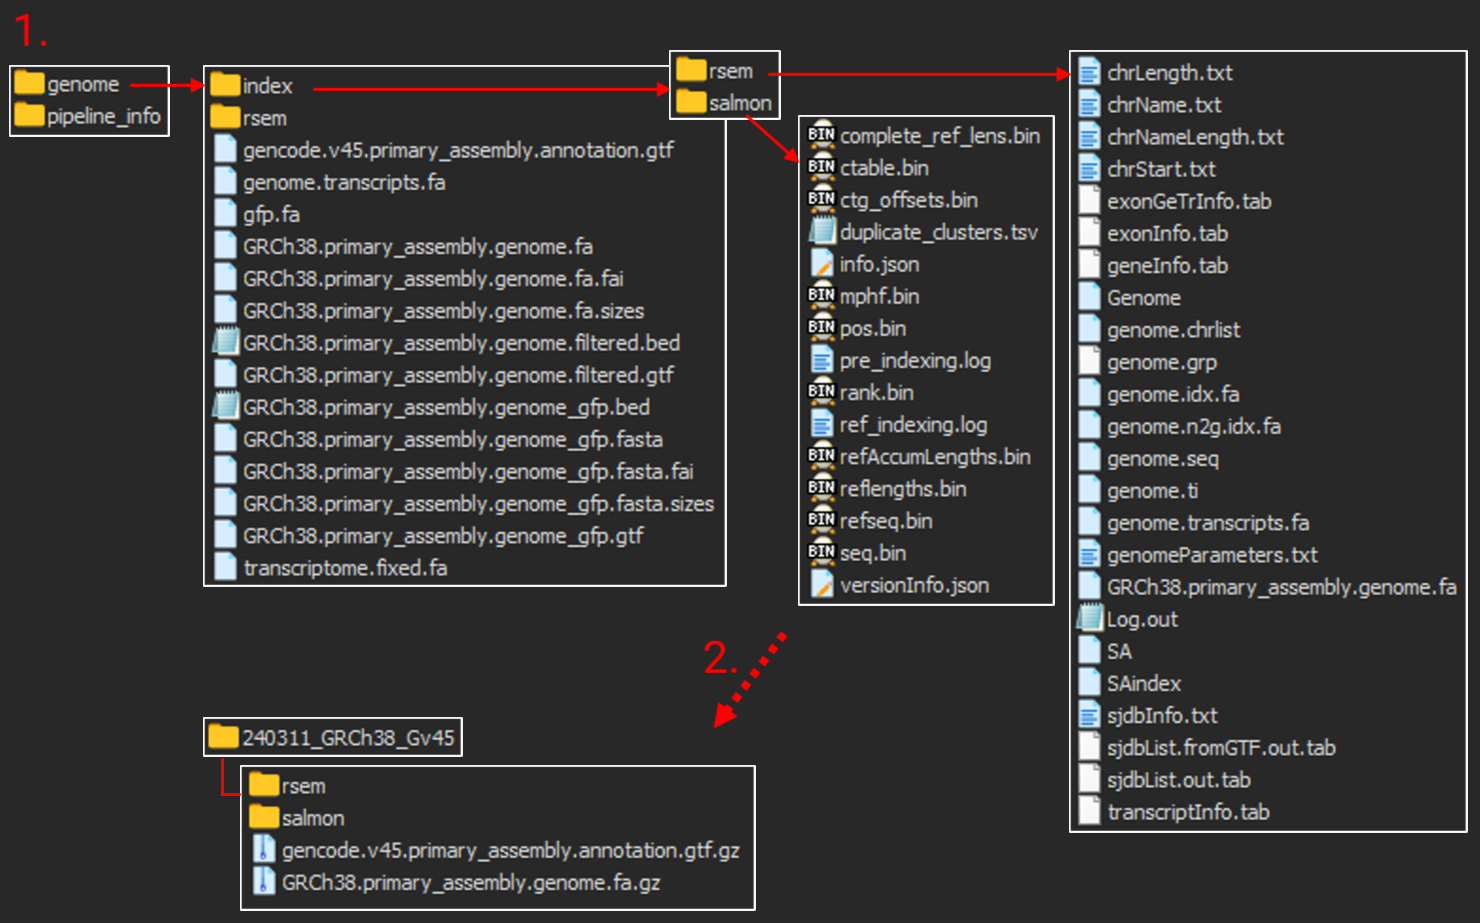 1.
genome
pipeline_info
index
rsem
gencode.v45.primary_assembly.annotation.gtf
genome.transcripts.fa
gfp.fa
GRCh38.primary_assembly.genome.fa
GRCh38.primary_assembly.genome.fa.fai
GRCh38.primary_assembly.genome.fa.sizes
GRCh38.primary_assembly.genome.filtered.bed
GRCh38.primary_assembly.genome.filtered.gtf
GRCh38.primary_assembly.genome_gfp.bed
GRCh38.primary_assembly.genome_gfp.fasta
GRCh38.primary_assembly.genome_gfp.fasta.fai
GRCh38.primary_assembly.genome_gfp.fasta.sizes
GRCh38.primary_assembly.genome_gfp.gtf
transcriptome.fixed.fa
rsem
salmon
BIN complete_ref_lens.bin
BIN ctable.bin
BIN ctg_offsets.bin
duplicate_clusters.tsv
info.json
BIN mphf.bin
BIN pos.bin
pre_indexing.log
BIN rank.bin
ref_indexing.log
BIN refAccumLengths.bin
BIN reflengths.bin
BIN refseq.bin
BIN seq.bin
versionInfo.json
chrLength.txt
chrName.txt
chrNameLength.txt
chrStart.txt
exonGeTrInfo.tab
exonInfo.tab
geneInfo.tab
Genome
genome.chrlist
genome.grp
genome.idx.fa
genome.n2g.idx.fa
genome.seq
genome.ti
genome.transcripts.fa
genomeParameters.txt
GRCh38.primary_assembly.genome.fa
Log.out
SA
SAindex
sjdbInfo.txt
sjdbList.fromGTF.out.tab
sjdbList.out.tab
transcriptInfo.tab
2.
240311_GRCh38_Gv45
rsem
salmon
gencode.v45.primary_assembly.annotation.gtf.gz
GRCh38.primary_assembly.genome.fa.gz